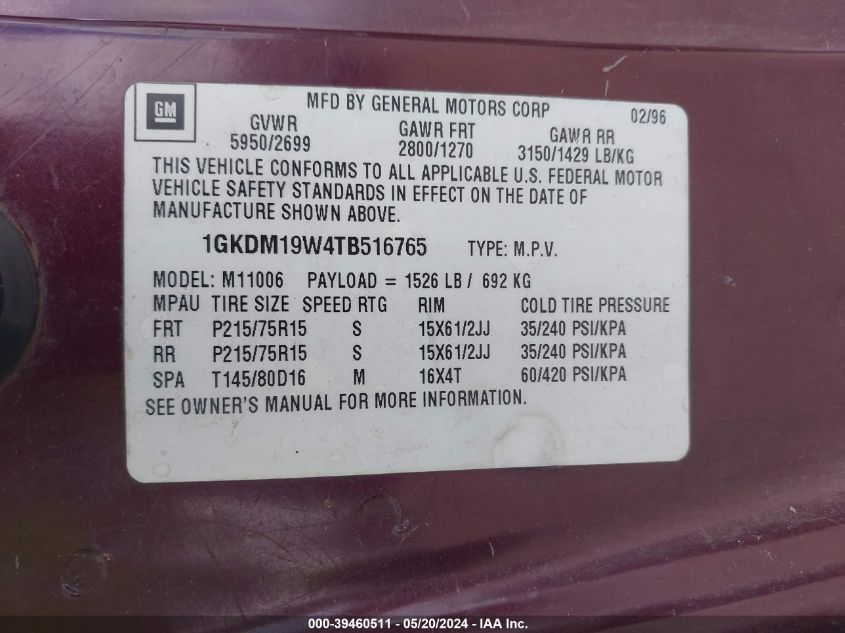 GM
MFD BY GENERAL MOTORS CORP 02/96
GVWR GAWR FRT GAWR RR
5950/2699 2800/1270 3150/1429 LB/KG
THIS VEHICLE CONFORMS TO ALL APPLICABLE U.S. FEDERAL MOTOR
VEHICLE SAFETY STANDARDS IN EFFECT ON THE DATE OF
MANUFACTURE SHOWN ABOVE.
1GKDM19W4TB516765 TYPE: M.P.V.
MODEL: M11006 PAYLOAD = 1526 LB / 692 KG
MPAU TIRE SIZE SPEED RTG RIM COLD TIRE PRESSURE
FRT P215/75R15 S 15X61/2JJ 35/240 PSI/KPA
RR P215/75R15 S 15X61/2JJ 35/240 PSI/KPA
SPA T145/80D16 M 16X4T 60/420 PSI/KPA
SEE OWNER'S MANUAL FOR MORE INFORMATION.
000-39460511 - 05/20/2024 - IAA Inc.